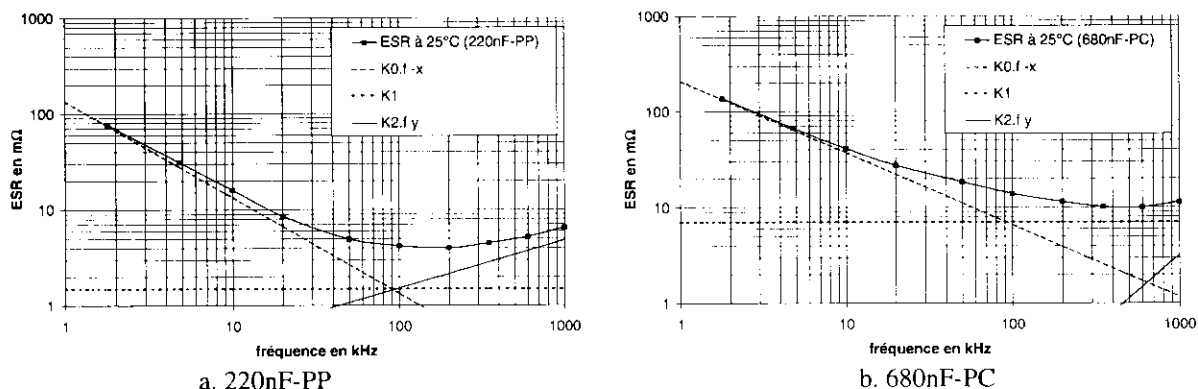 1000
100
10
1
ESR en mΩ
ESR à 25°C (220nF-PP)
K0.f -x
K1
K2.f y
1
10
100
1000
fréquence en kHz
a. 220nF-PP
1000
100
10
1
ESR en mΩ
ESR à 25°C (680nF-PC)
K0.f -x
K1
K2.f y
1
10
100
1000
fréquence en kHz
b. 680nF-PC